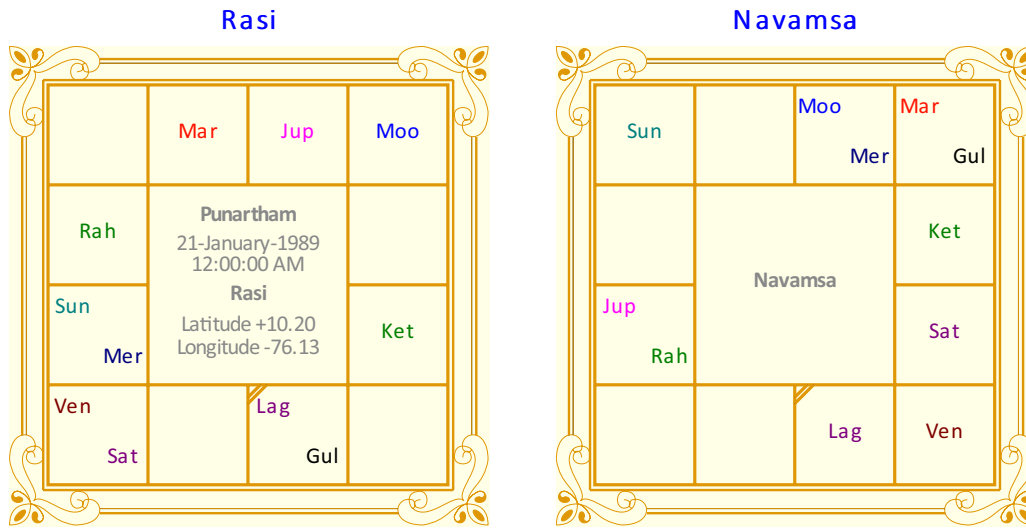 Rasi
Navamsa
Mar
Jup
Moo
Rah
Punartham
21-January-1989
12:00:00 AM
Rasi
Latitude +10.20
Longitude -76.13
Sun
Mer
Ket
Ven
Sat
Lag
Gul
Sun
Moo
Mer
Mar
Gul
Ket
Navamsa
Jup
Rah
Sat
Lag
Ven